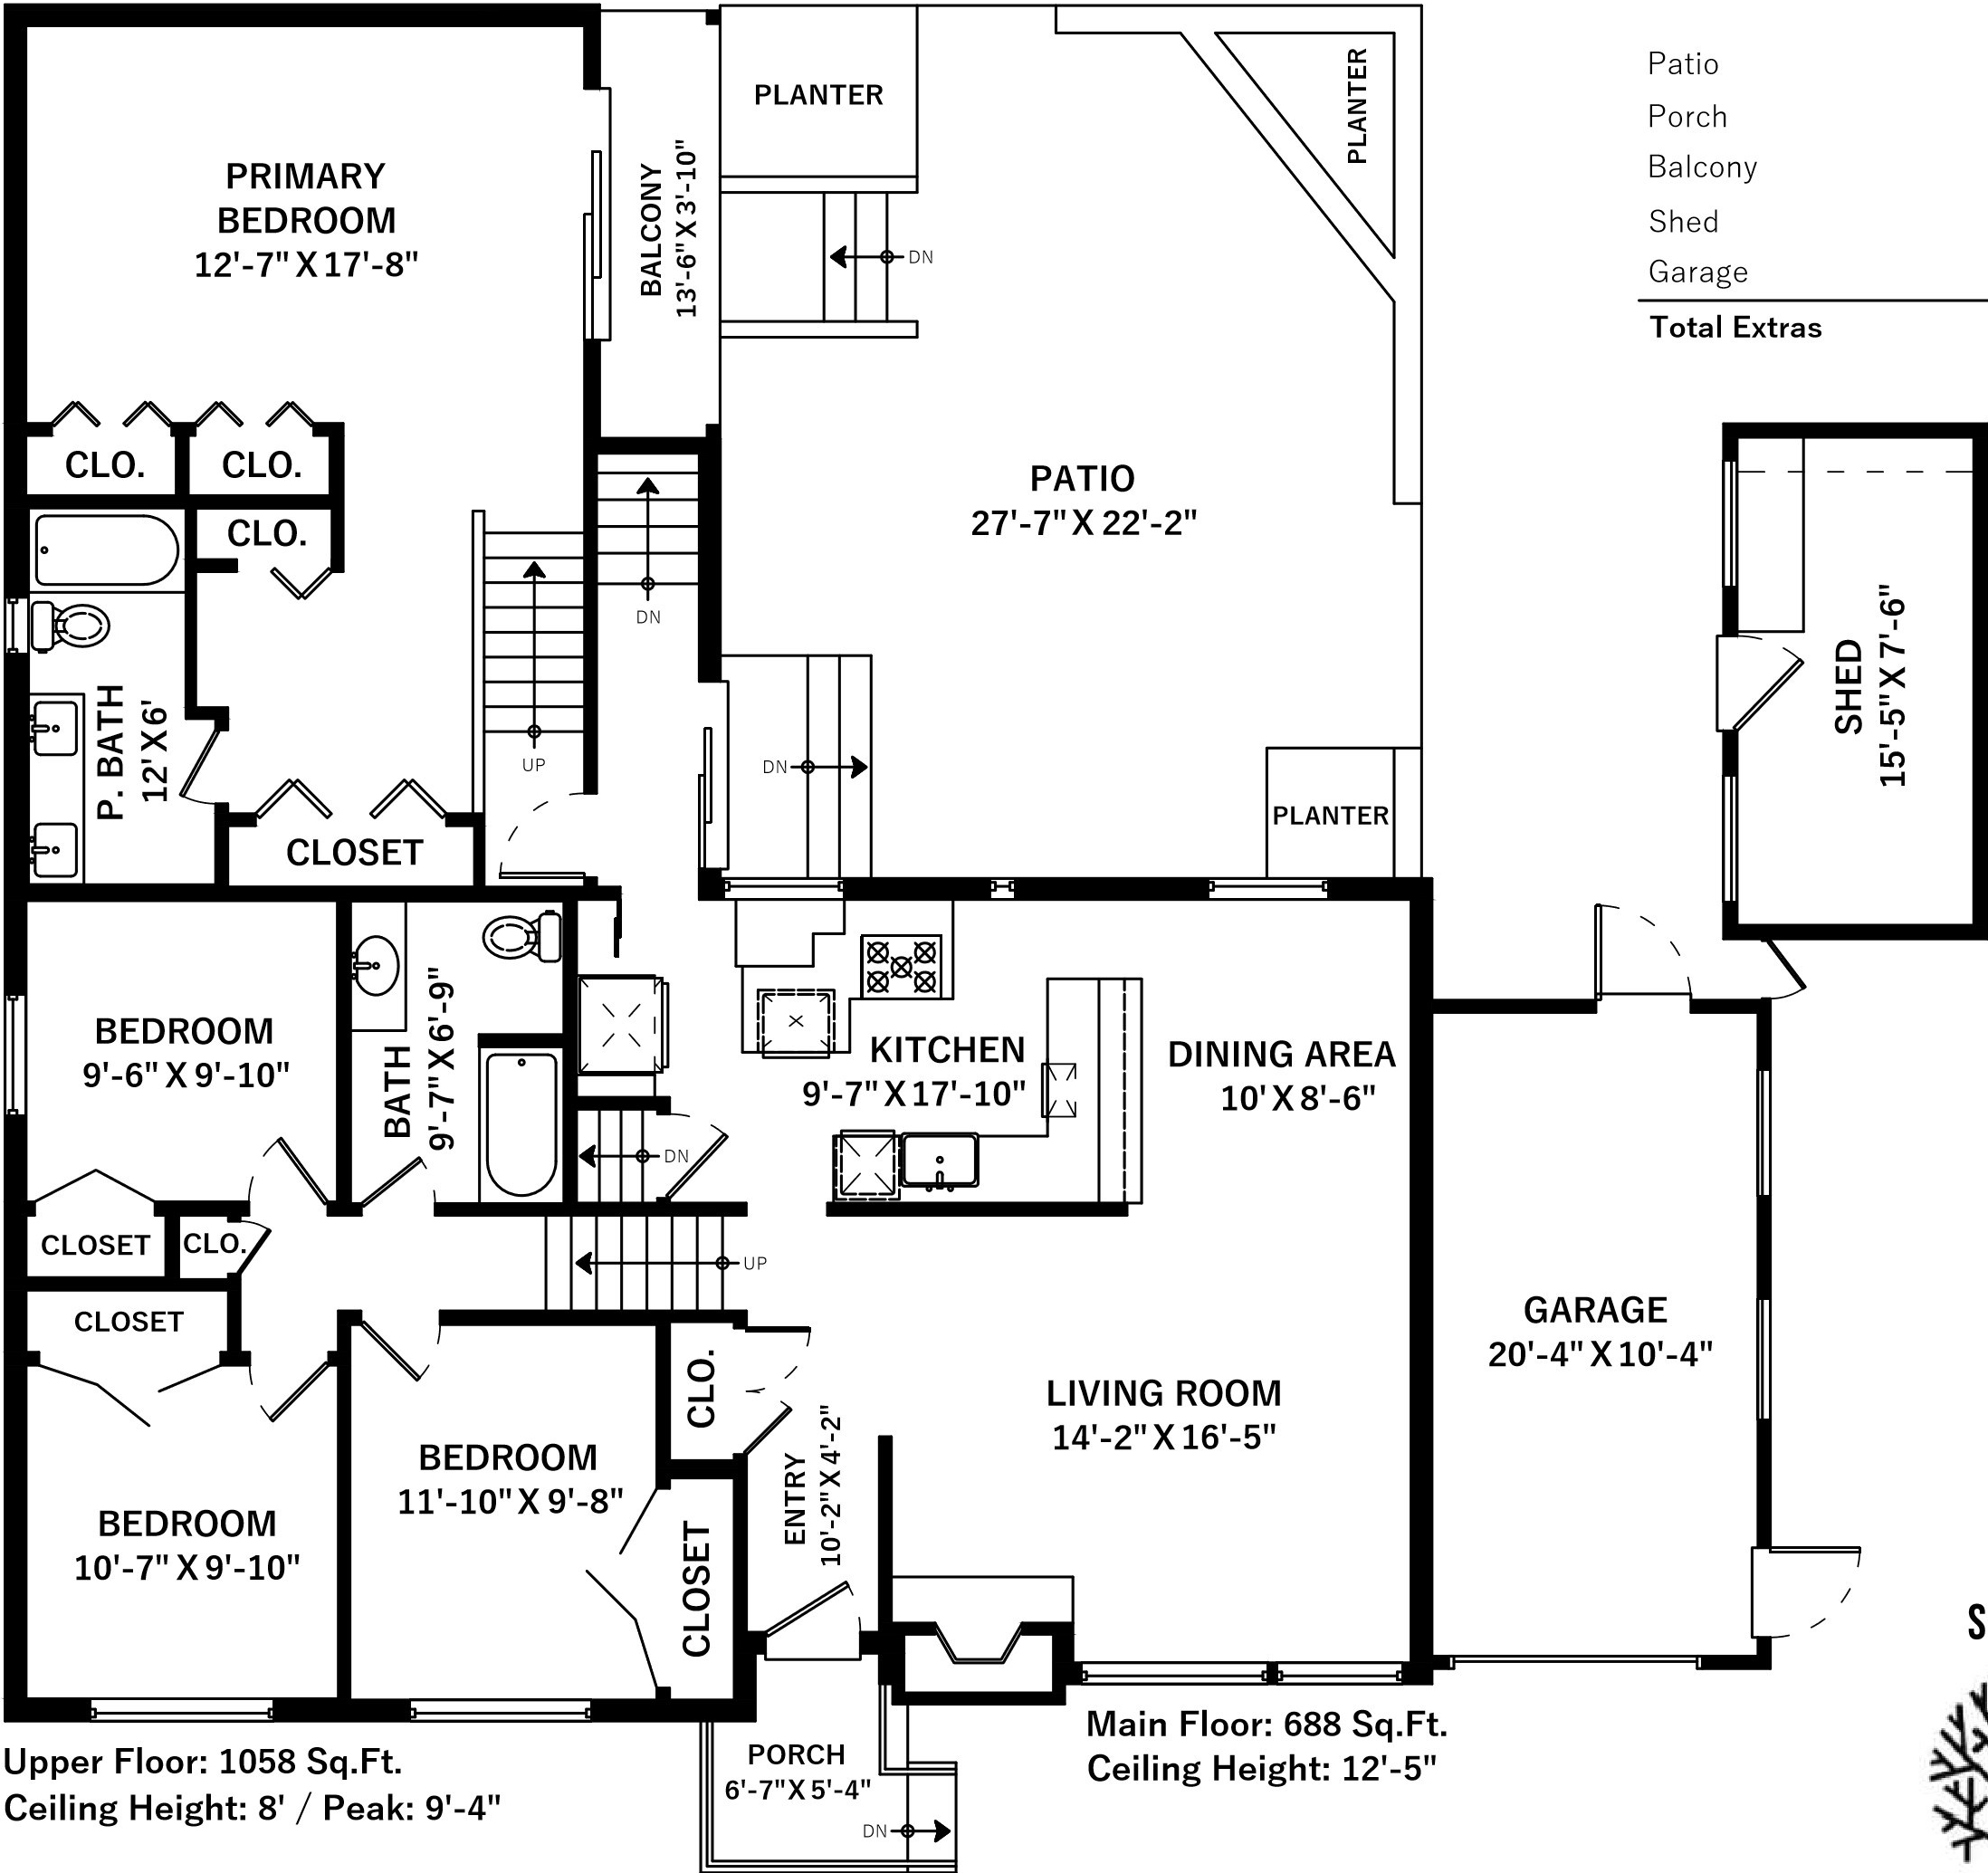 PLANTER
PLANTER
Patio
Porch
Balcony
Shed
Garage
Total Extras
PRIMARY
BEDROOM
12'-7" X 17'-8"
BALCONY
13'-6" X 3'-10"
DN
CLO.
CLO.
CLO.
PATIO
27'-7" X 22'-2"
DN
UP
DN
PLANTER
SHED
15'-5" X 7'-6"
P. BATH
12' X 6'
CLOSET
BEDROOM
9'-6" X 9'-10"
BATH
9'-7" X 6'-9"
KITCHEN
9'-7" X 17'-10"
DINING AREA
10' X 8'-6"
DN
CLOSET
CLO.
UP
CLOSET
CLO.
GARAGE
20'-4" X 10'-4"
LIVING ROOM
14'-2" X 16'-5"
BEDROOM
11'-10" X 9'-8"
ENTRY
10'-2" X 4'-2"
BEDROOM
10'-7" X 9'-10"
CLOSET
S
Main Floor: 688 Sq.Ft.
Ceiling Height: 12'-5"
Upper Floor: 1058 Sq.Ft.
Ceiling Height: 8' / Peak: 9'-4"
PORCH
6'-7" X 5'-4"
DN